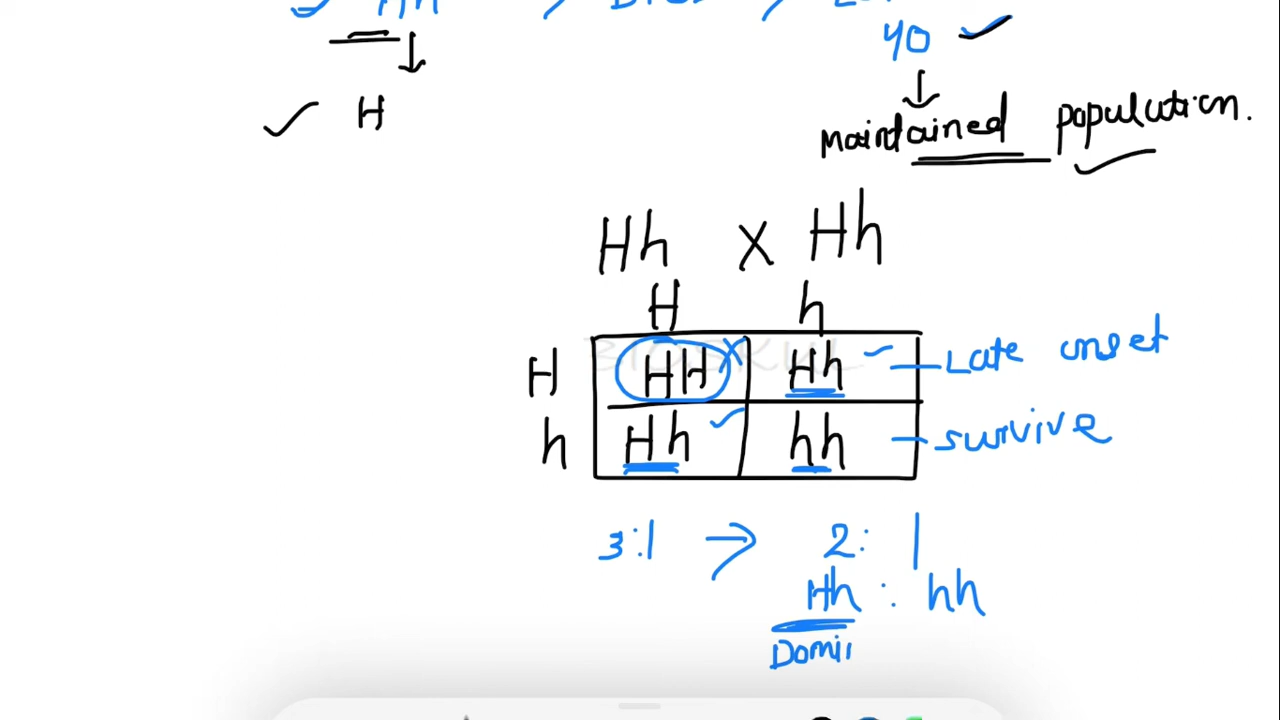 40
H
maintained population.
Hh X Hh
H h
H HH Hh Late onset
h Hh hh survive
3:1 → 2:1
Hh : hh
Domi